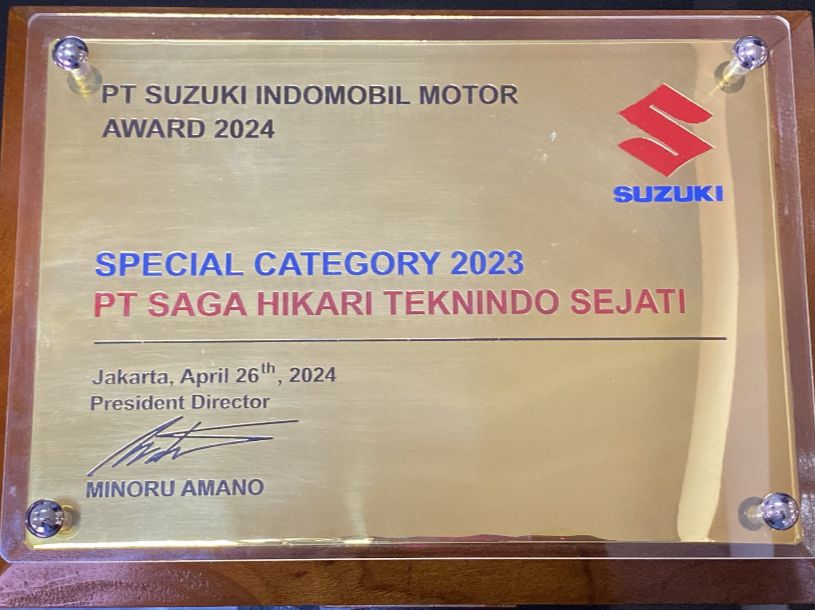 PT SUZUKI INDOMOBIL MOTOR
AWARD 2024
SUZUKI
SPECIAL CATEGORY 2023
PT SAGA HIKARI TEKNINDO SEJATI
Jakarta, April 26th, 2024
President Director
MINORU AMANO